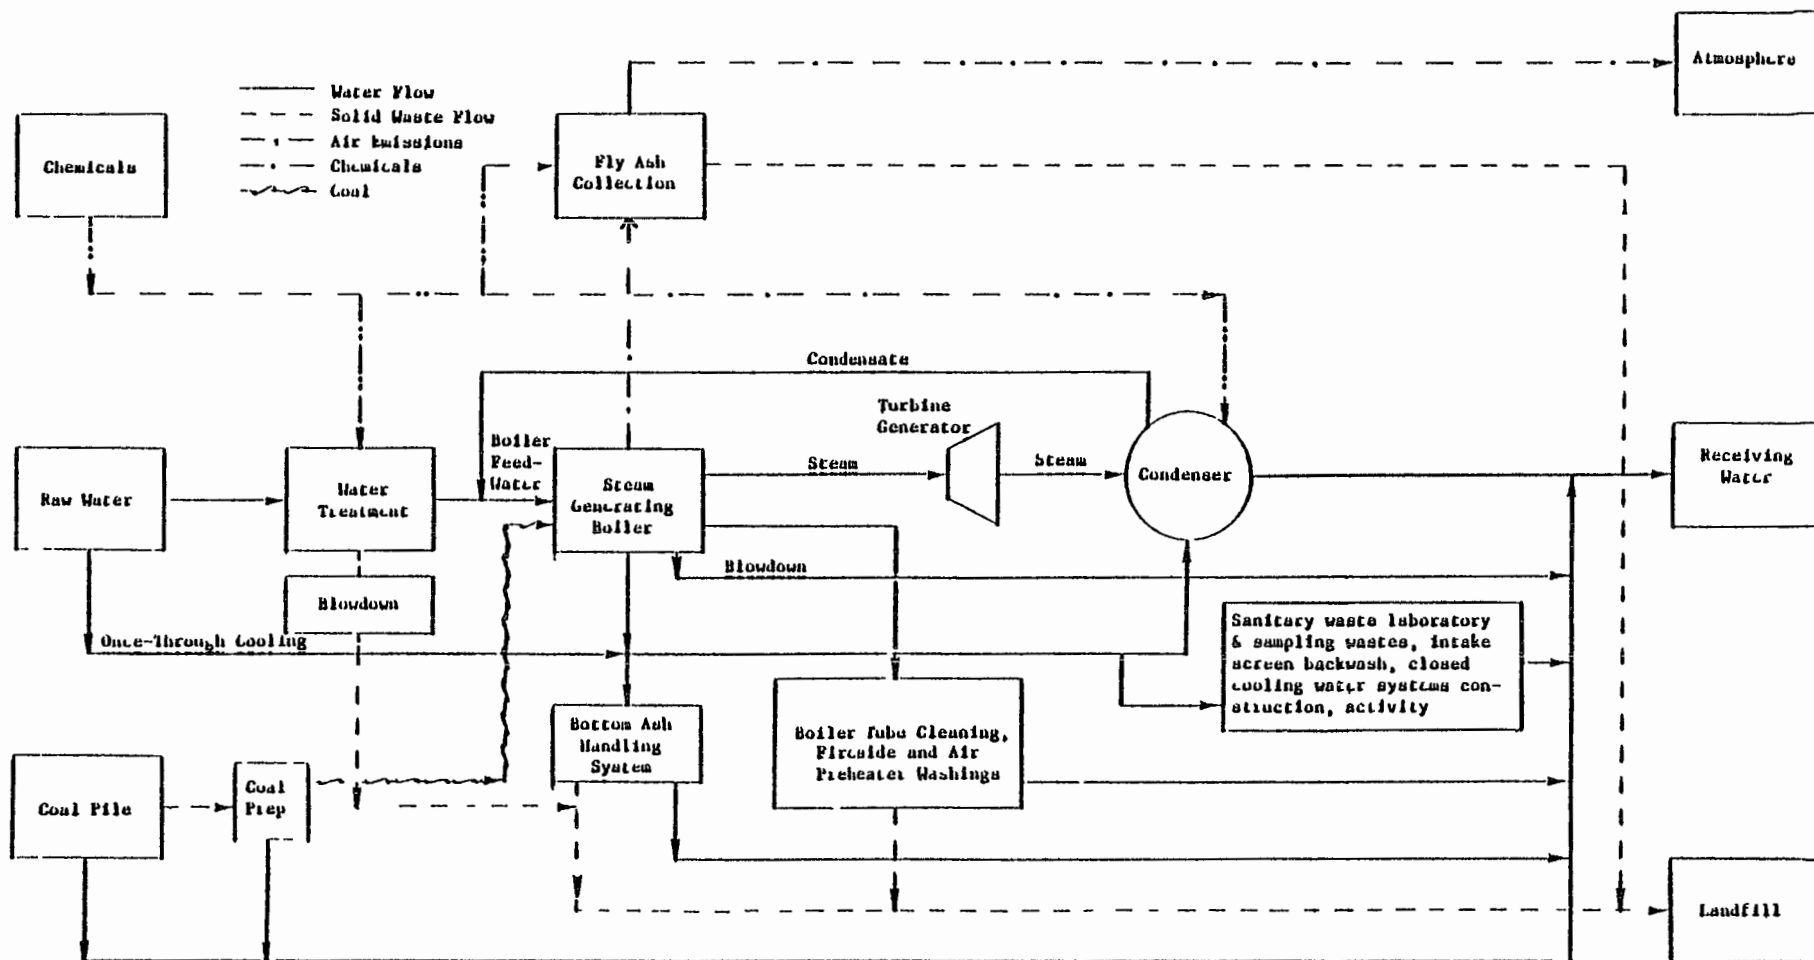 Atmosphere
Water Flow
Solid Waste Flow
Air Emissions
Chemicals
Coal
Chemicals
Fly Ash
Collection
Condensate
Turbine
Generator
Boiler
Feed-
Water
Steam
Steam
Raw Water
Water
Treatment
Steam
Generating
Boiler
Condenser
Receiving
Water
Blowdown
Blowdown
Once-Through Cooling
Sanitary waste laboratory
& sampling wastes, intake
screen backwash, closed
cooling water systems con-
struction, activity
Bottom Ash
Handling
System
Boiler Tube Cleaning,
Fireside and Air
Preheater Washings
Coal Pile
Coal
Prep
Landfill